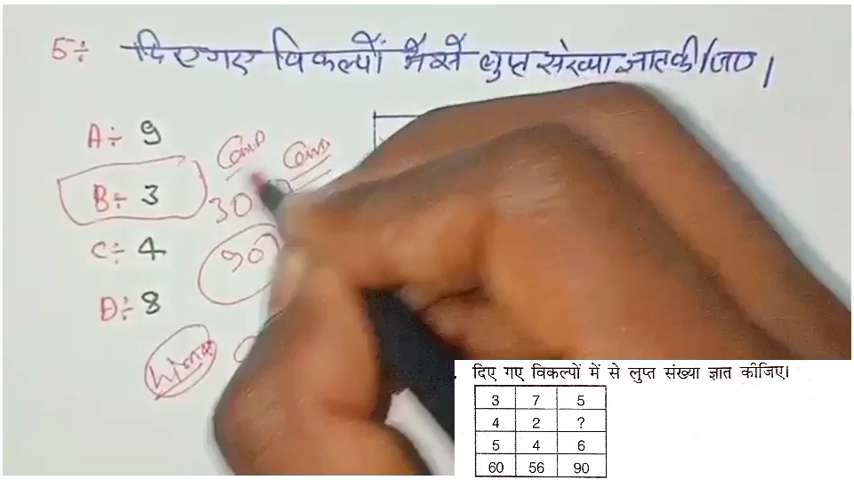 5÷ दिए गए विकल्पों में से लुप्त संख्या ज्ञात कीजिए।
A÷ 9
B÷ 3
C÷ 4
D÷ 8
30
90
दिए गए विकल्पों में से लुप्त संख्या ज्ञात कीजिए।
3 7 5
4 2 ?
5 4 6
60 56 90